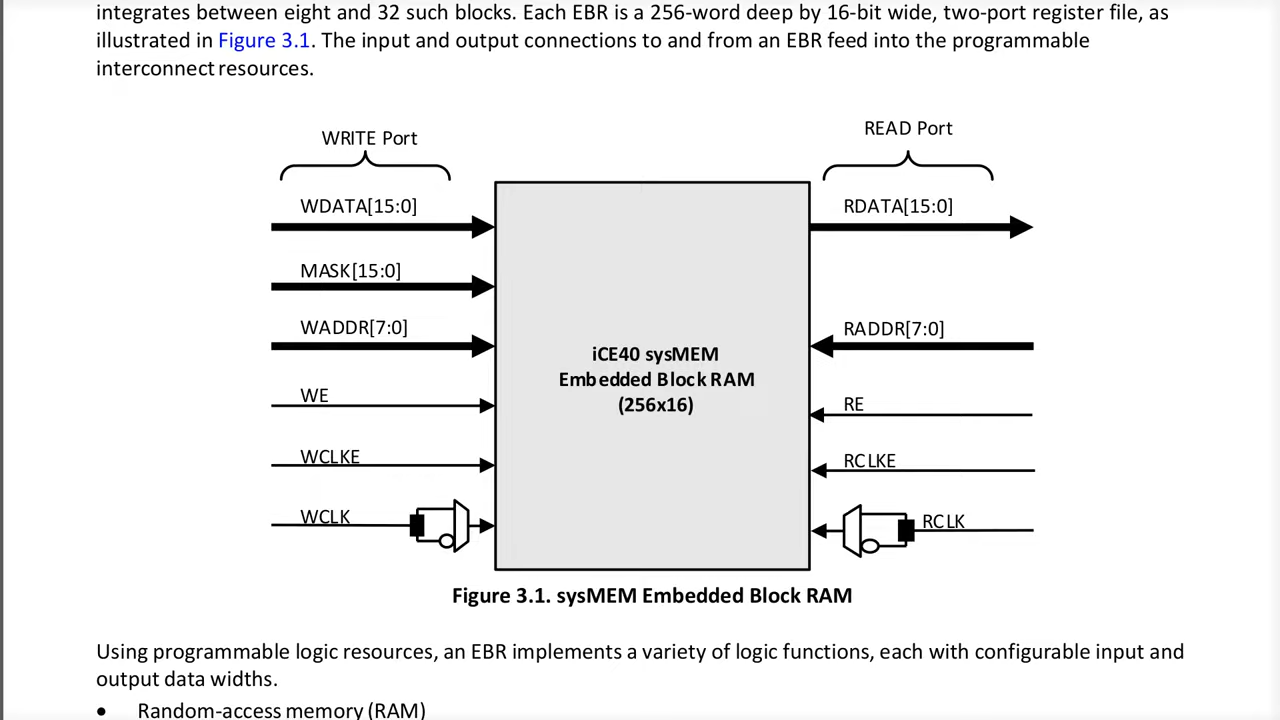 integrates between eight and 32 such blocks. Each EBR is a 256-word deep by 16-bit wide, two-port register file, as
illustrated in Figure 3.1. The input and output connections to and from an EBR feed into the programmable
interconnect resources.
WRITE Port
READ Port
WDATA[15:0]
RDATA[15:0]
MASK[15:0]
WADDR[7:0]
RADDR[7:0]
iCE40 sysMEM
Embedded Block RAM
(256x16)
WE
RE
WCLKE
RCLKE
WCLK
RCLK
Figure 3.1. sysMEM Embedded Block RAM
Using programmable logic resources, an EBR implements a variety of logic functions, each with configurable input and
output data widths.
• Random-access memory (RAM)